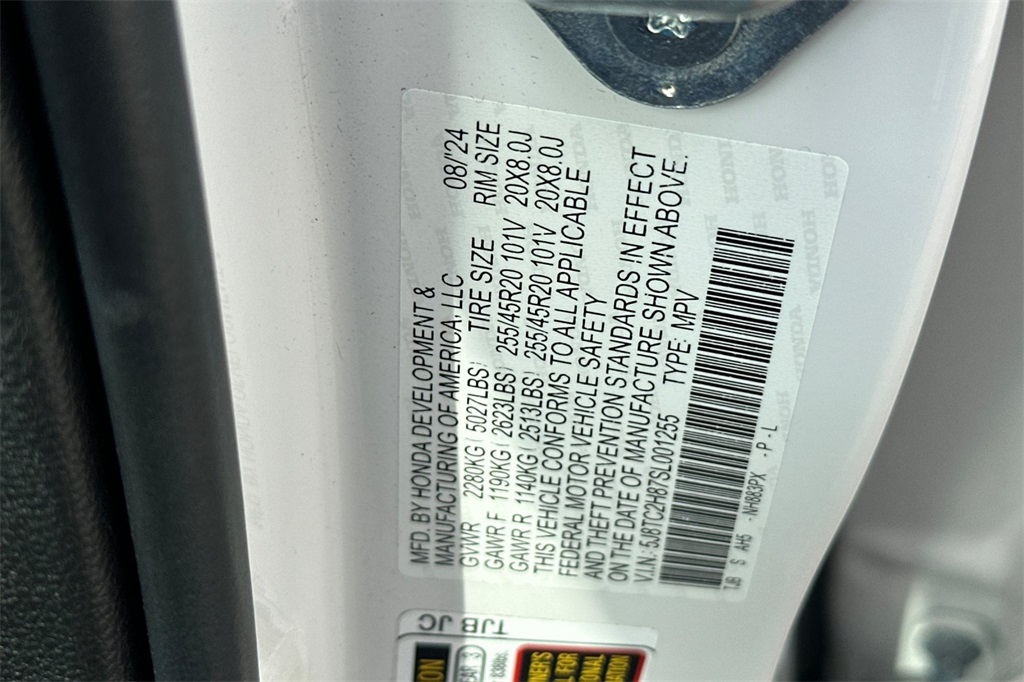 MFD. BY HONDA DEVELOPMENT &
MANUFACTURING OF AMERICA, LLC 08/'24
GVWR 2280KG ( 5027LBS) TIRE SIZE RIM SIZE
GAWR F 1190KG ( 2623LBS) 255/45R20 101V 20X8.0J
GAWR R 1140KG ( 2513LBS) 255/45R20 101V 20X8.0J
THIS VEHICLE CONFORMS TO ALL APPLICABLE
FEDERAL MOTOR VEHICLE SAFETY
AND THEFT PREVENTION STANDARDS IN EFFECT
ON THE DATE OF MANUFACTURE SHOWN ABOVE.
V.I.N.: 5J8TC2H87SL001255 TYPE: MPV
TJB S AH5 - NH883PX - P - L
TJB JC